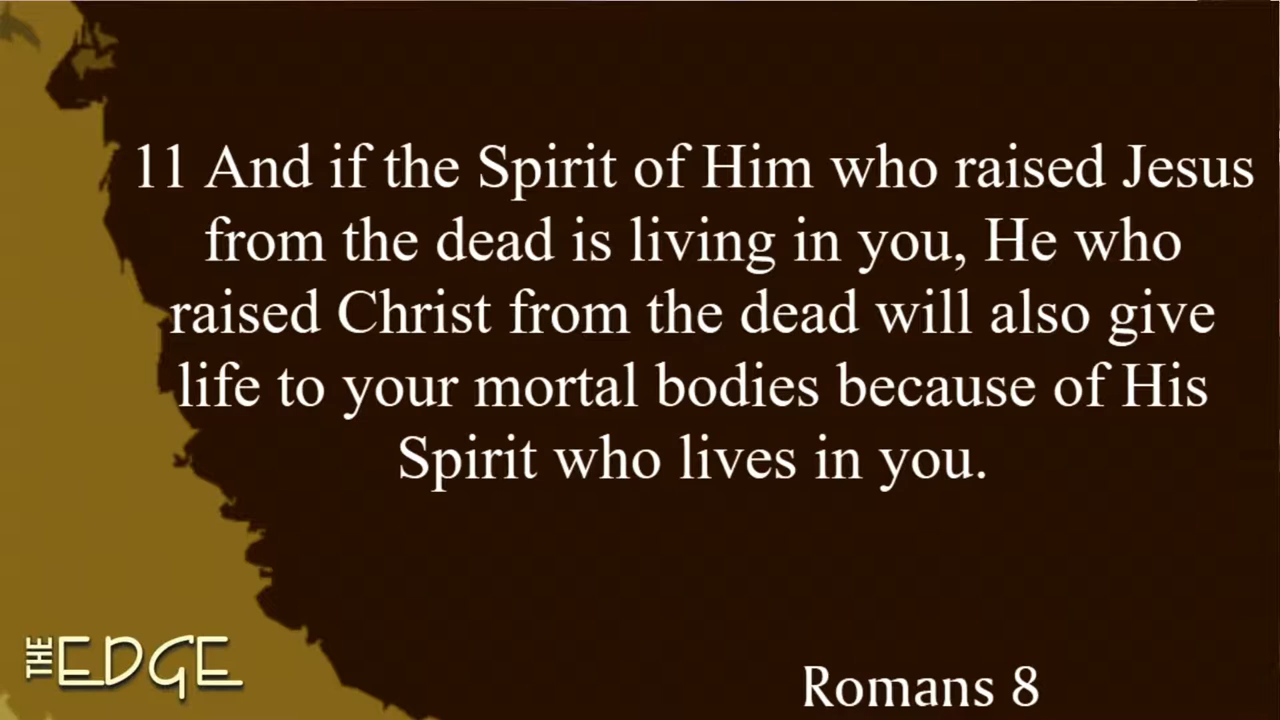 11 And if the Spirit of Him who raised Jesus
from the dead is living in you, He who
raised Christ from the dead will also give
life to your mortal bodies because of His
Spirit who lives in you.
THE EDGE
Romans 8